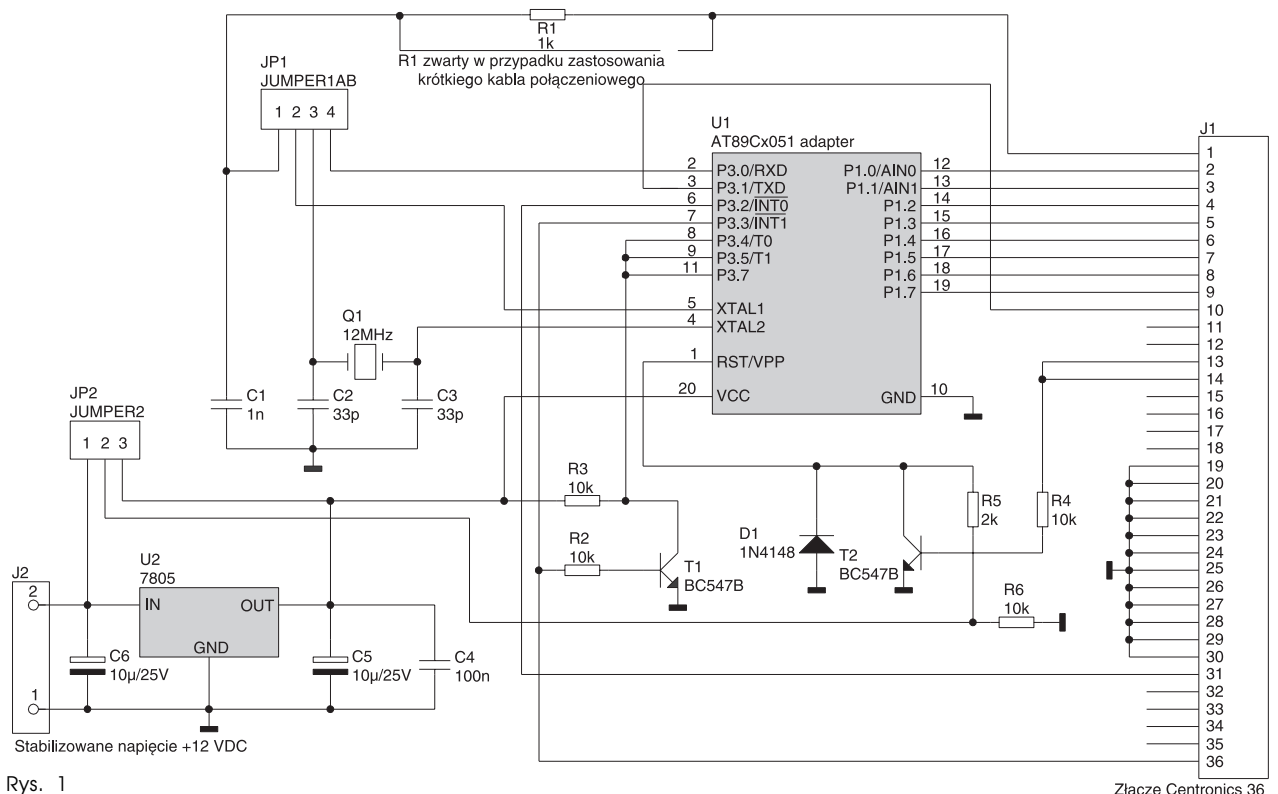 R1
1k
R1 zwarty w przypadku zastosowania
krótkiego kabla połączeniowego
JP1
JUMPER1AB
1 2 3 4
U1
AT89Cx051 adapter
2 P3.0/RXD
3 P3.1/TXD
6 P3.2/INT0
7 P3.3/INT1
8 P3.4/T0
9 P3.5/T1
11 P3.7
5 XTAL1
4 XTAL2
1 RST/VPP
20 VCC
P1.0/AIN0 12
P1.1/AIN1 13
P1.2 14
P1.3 15
P1.4 16
P1.5 17
P1.6 18
P1.7 19
GND 10
J1
1
2
3
4
5
6
7
8
9
10
11
12
13
14
15
16
17
18
19
20
21
22
23
24
25
26
27
28
29
30
31
32
33
34
35
36
Złącze Centronics 36
Q1
12MHz
C1
1n
C2
33p
C3
33p
JP2
JUMPER2
1 2 3
R3
10k
R2
10k
T1
BC547B
D1
1N4148
T2
BC547B
R5
2k
R4
10k
R6
10k
J2
2
1
U2
7805
IN
OUT
GND
C6
10µ/25V
C5
10µ/25V
C4
100n
Stabilizowane napięcie +12 VDC
Rys. 1